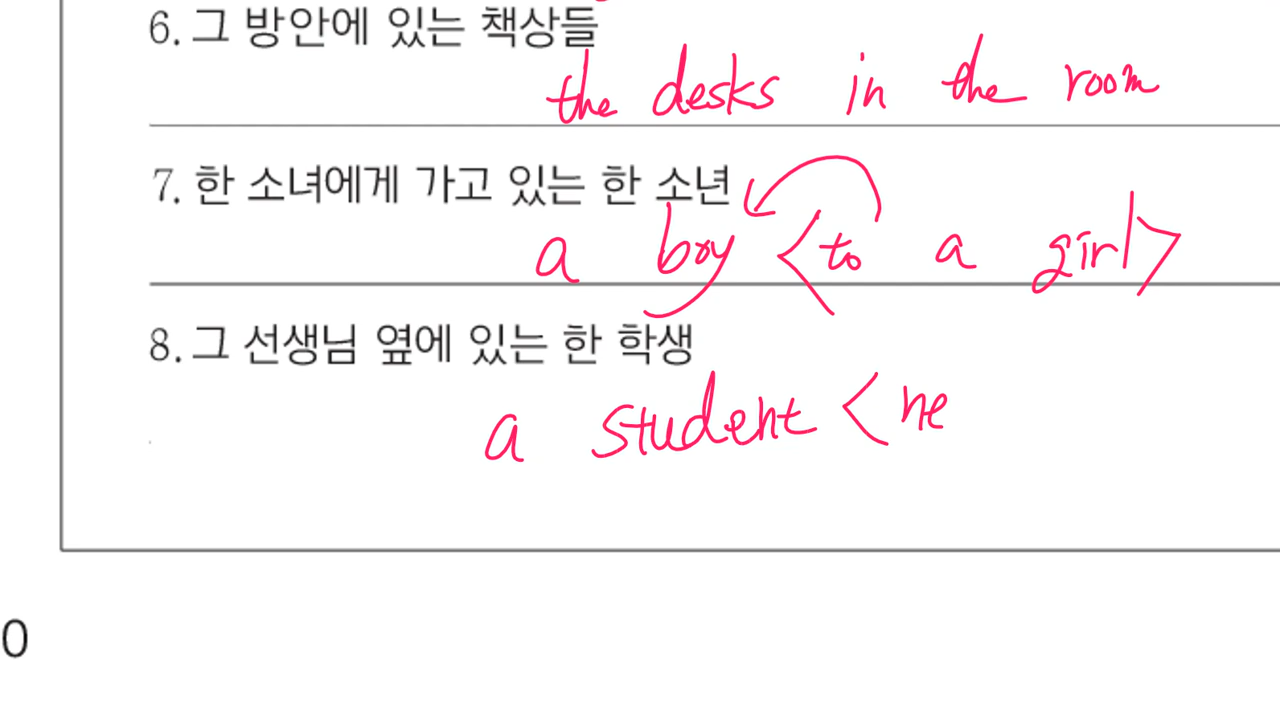 6. 그 방안에 있는 책상들
the desks in the room
7. 한 소녀에게 가고 있는 한 소년
a boy <to a girl>
8. 그 선생님 옆에 있는 한 학생
a student <ne
0